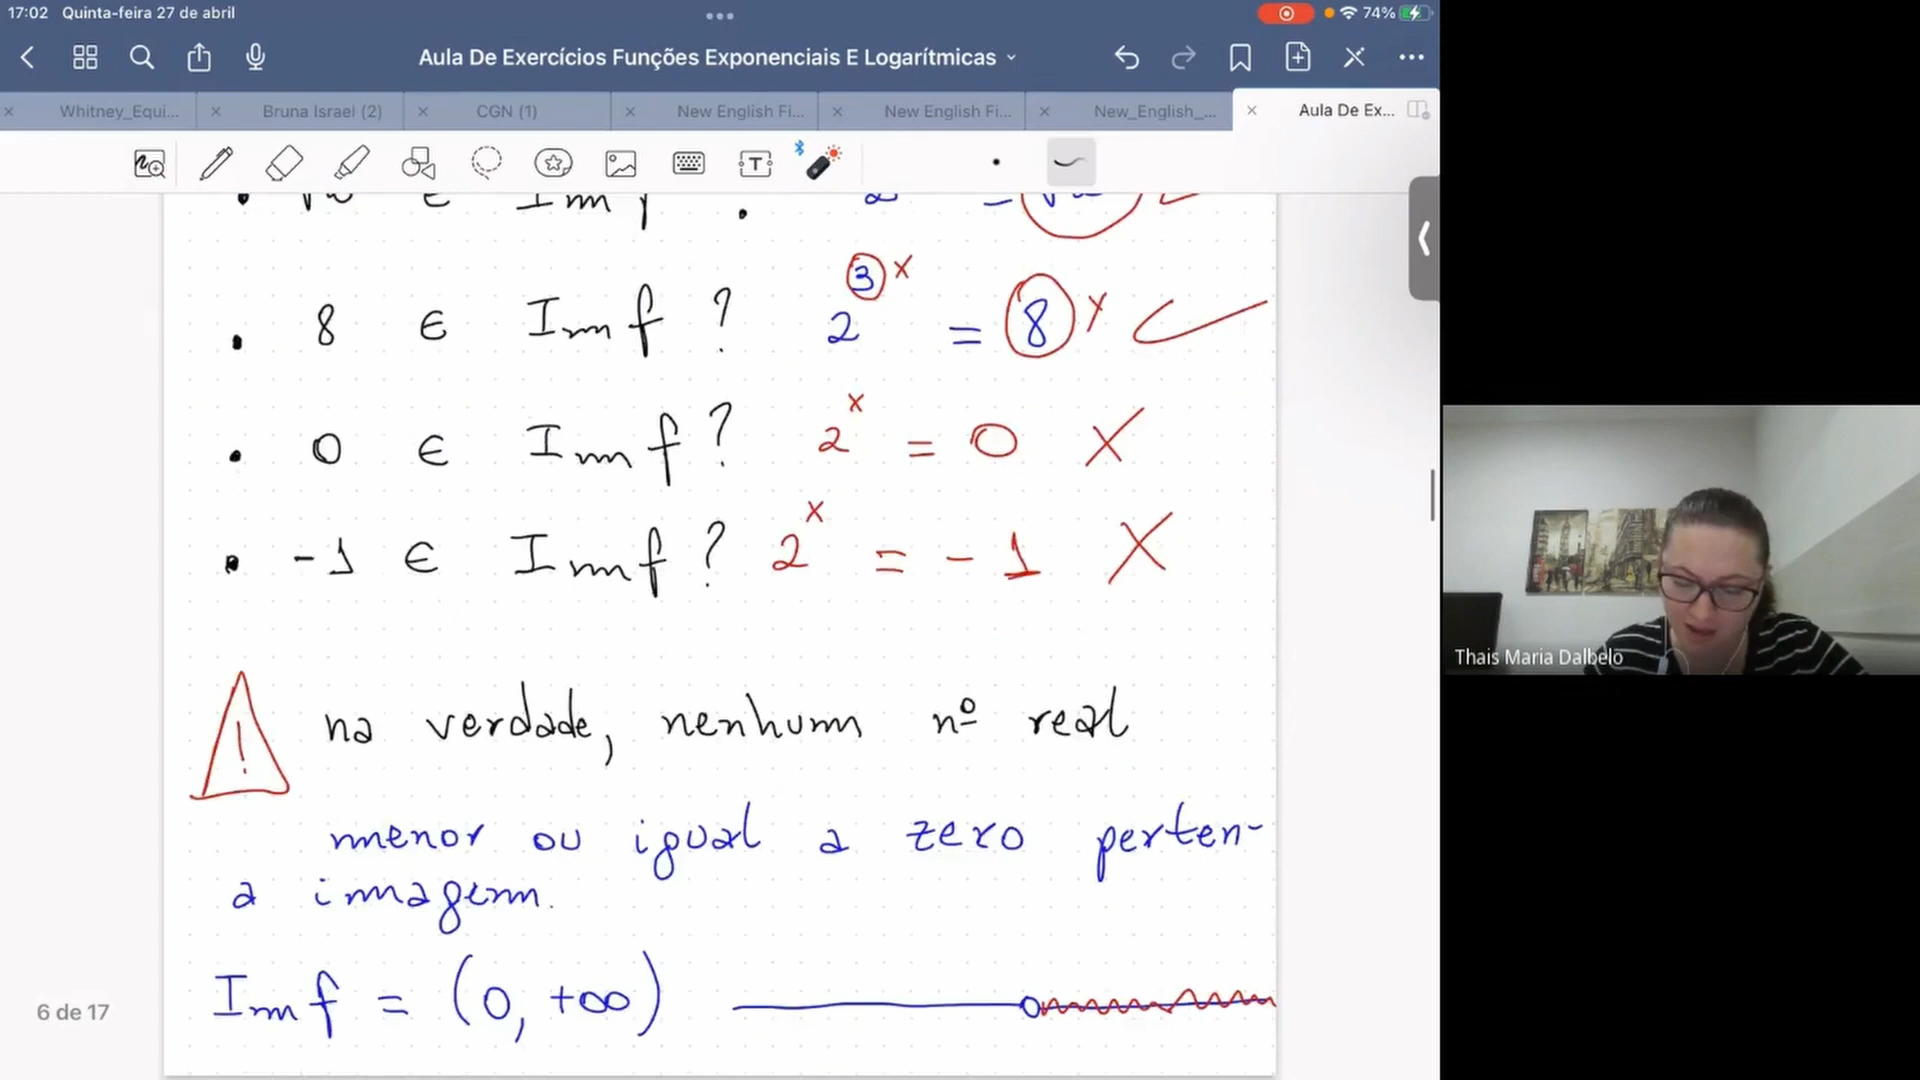 17:02 Quinta-feira 27 de abril
74%
Aula De Exercícios Funções Exponenciais E Logarítmicas
Whitney_Equi...
Bruna Israel (2)
CGN (1)
New English Fi...
New English Fi...
New_English_...
Aula De Ex...
∈ Im f . 2 =
• 8 ∈ Im f ? 2^3 x = 8 y
• 0 ∈ Im f ? 2^x = 0 X
• -1 ∈ Im f ? 2^x = -1 X
! na verdade, nenhum nº real
menor ou igual a zero perten-
a imagem.
Im f = (0, +∞)
6 de 17
Thais Maria Dalbelo